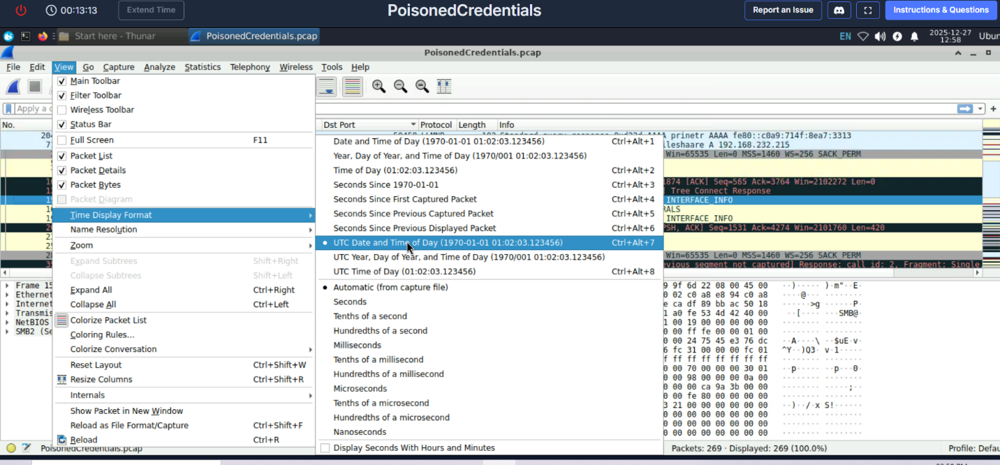 00:13:13 Extend Time PoisonedCredentials Report an Issue Instructions & Questions
Start here - Thunar PoisonedCredentials.pcap EN 2025-12-27 12:58 Ubun
PoisonedCredentials.pcap
File Edit View Go Capture Analyze Statistics Telephony Wireless Tools Help
Main Toolbar
Filter Toolbar
Apply a
Wireless Toolbar
No. Status Bar Dst Port Protocol Length Info
Full Screen F11
Packet List
Packet Details
Packet Bytes
Packet Diagram
Time Display Format
Name Resolution
Zoom
Expand Subtrees Shift+Right
Collapse Subtrees Shift+Left
Expand All Ctrl+Right
Collapse All Ctrl+Left
Colorize Packet List
Coloring Rules...
Colorize Conversation
Reset Layout Ctrl+Shift+W
Resize Columns Ctrl+Shift+R
Internals
Show Packet in New Window
Reload as File Format/Capture Ctrl+Shift+F
Reload Ctrl+R
Date and Time of Day (1970-01-01 01:02:03.123456) Ctrl+Alt+1
Year, Day of Year, and Time of Day (1970/001 01:02:03.123456)
Time of Day (01:02:03.123456) Ctrl+Alt+2
Seconds Since 1970-01-01 Ctrl+Alt+3
Seconds Since First Captured Packet Ctrl+Alt+4
Seconds Since Previous Captured Packet Ctrl+Alt+5
Seconds Since Previous Displayed Packet Ctrl+Alt+6
UTC Date and Time of Day (1970-01-01 01:02:03.123456) Ctrl+Alt+7
UTC Year, Day of Year, and Time of Day (1970/001 01:02:03.123456)
UTC Time of Day (01:02:03.123456) Ctrl+Alt+8
Automatic (from capture file)
Seconds
Tenths of a second
Hundredths of a second
Milliseconds
Tenths of a millisecond
Hundredths of a millisecond
Microseconds
Tenths of a microsecond
Hundredths of a microsecond
Nanoseconds
Display Seconds With Hours and Minutes
prinetr AAAA fe80::c0a9:714f:8ea7:3313
ileshaare A 192.168.232.215
Win=65535 Len=0 MSS=1460 WS=256 SACK_PERM
1874 [ACK] Seq=565 Ack=3764 Win=2102272 Len=0
] Tree Connect Response
INTERFACE_INFO
RALS
INTERFACE_INFO
PSH, ACK] Seq=1531 Ack=4274 Win=2101760 Len=420
Win=65535 Len=0 MSS=1460 WS=256 SACK_PERM
evious segment not captured] Response: call id: 2, Fragment: Single
Frame 15
Ethernet
Internet
Transmis
NetBIOS
SMB2 (Se
9 9f 6d 22 08 00 45 00 ··)····· )·m"··E·
0 02 c0 a8 e8 94 c0 a8
e ca df 89 bb ac 50 18
1 a0 fe 53 4d 42 40 00
1 00 19 00 00 00 00 00
0 00 ff fe 00 00 01 00
0 00 24 75 45 e3 76 dc
6 fc 31 00 00 00 fc 01
f ff ff ff ff ff ff ff
0 00 70 00 00 00 30 01
0 00 98 00 00 00 0a 00
0 00 00 ca 9a 3b 00 00
0 00 fe 80 00 00 00 00
3 21 00 00 00 00 00 00
0 00 00 00 00 00 00 00
0 00 00 00 00 00 00 00
0 00 00 00 00 00 00 00
PoisonedCredentials.pcap Packets: 269 · Displayed: 269 (100.0%) Profile: Defau